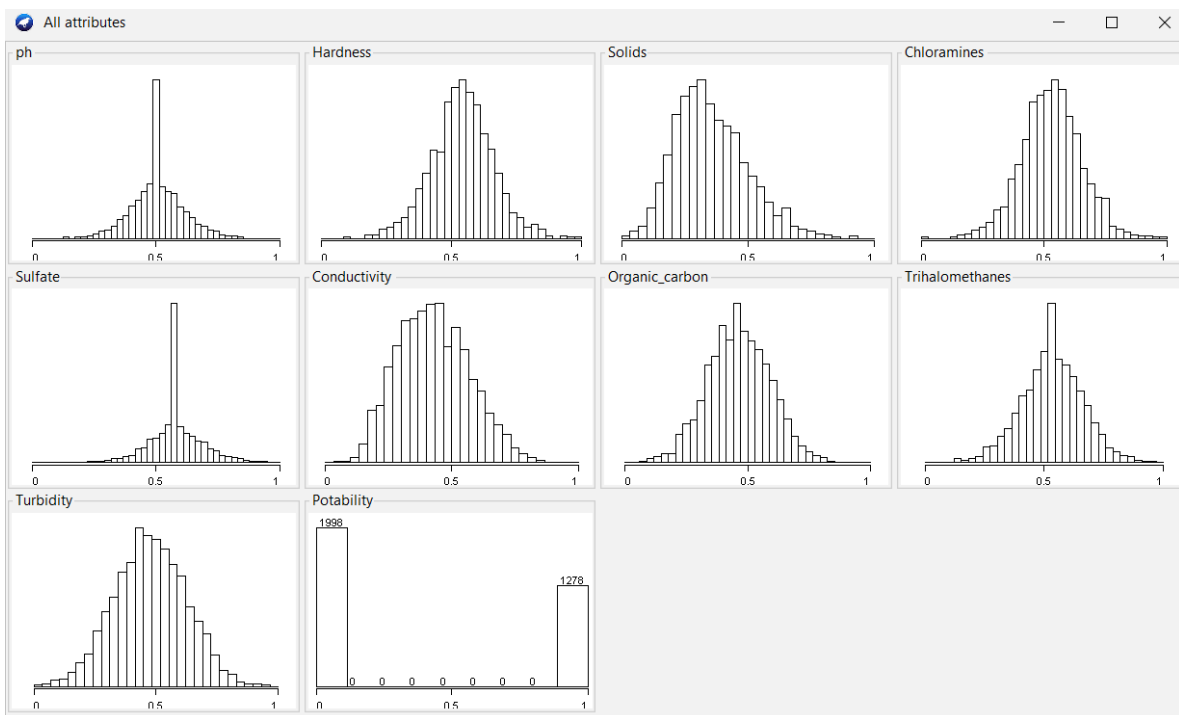 All attributes
ph
0 0.5 1
Hardness
0 0.5 1
Solids
0 0.5 1
Chloramines
0 0.5 1
Sulfate
0 0.5 1
Conductivity
0 0.5 1
Organic_carbon
0 0.5 1
Trihalomethanes
0 0.5 1
Turbidity
0 0.5 1
Potability
1998
1278
0 0 0 0 0 0 0
0 0.5 1